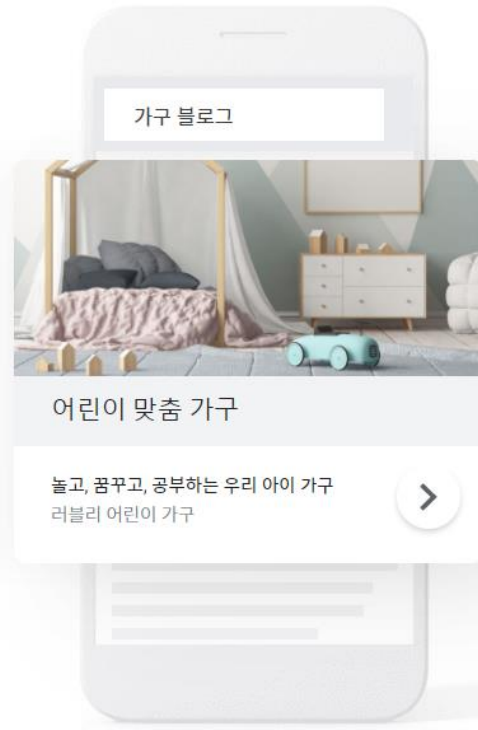 가구 블로그
어린이 맞춤 가구
놀고, 꿈꾸고, 공부하는 우리 아이 가구
러블리 어린이 가구